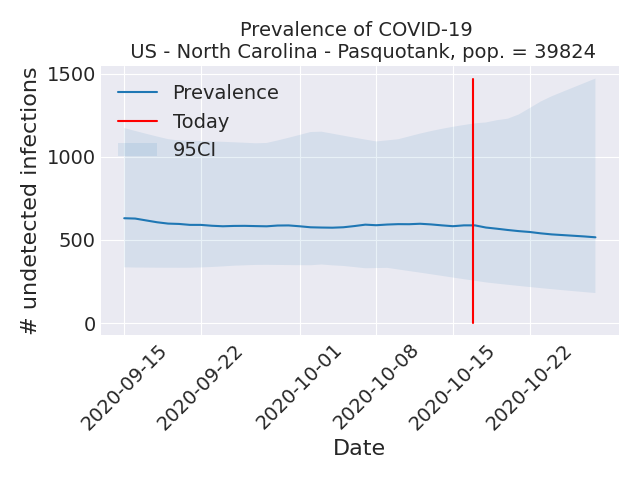 Prevalence of COVID-19
US - North Carolina - Pasquotank, pop. = 39824
# undetected infections
1500
1000
500
0
Prevalence
Today
95CI
2020-09-15
2020-09-22
2020-10-01
2020-10-08
2020-10-15
2020-10-22
Date